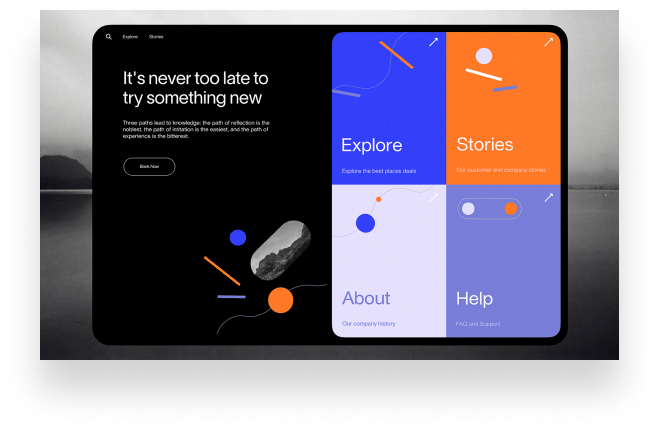 Explore
Stories
It's never too late to
try something new
Three paths lead to knowledge: the path of reflection is the
noblest, the path of imitation is the easiest, and the path of
experience is the bitterest.
Book Now
Explore
Explore the best places deals
Stories
Our customer and company stories
About
Our company history
Help
FAQ and Support